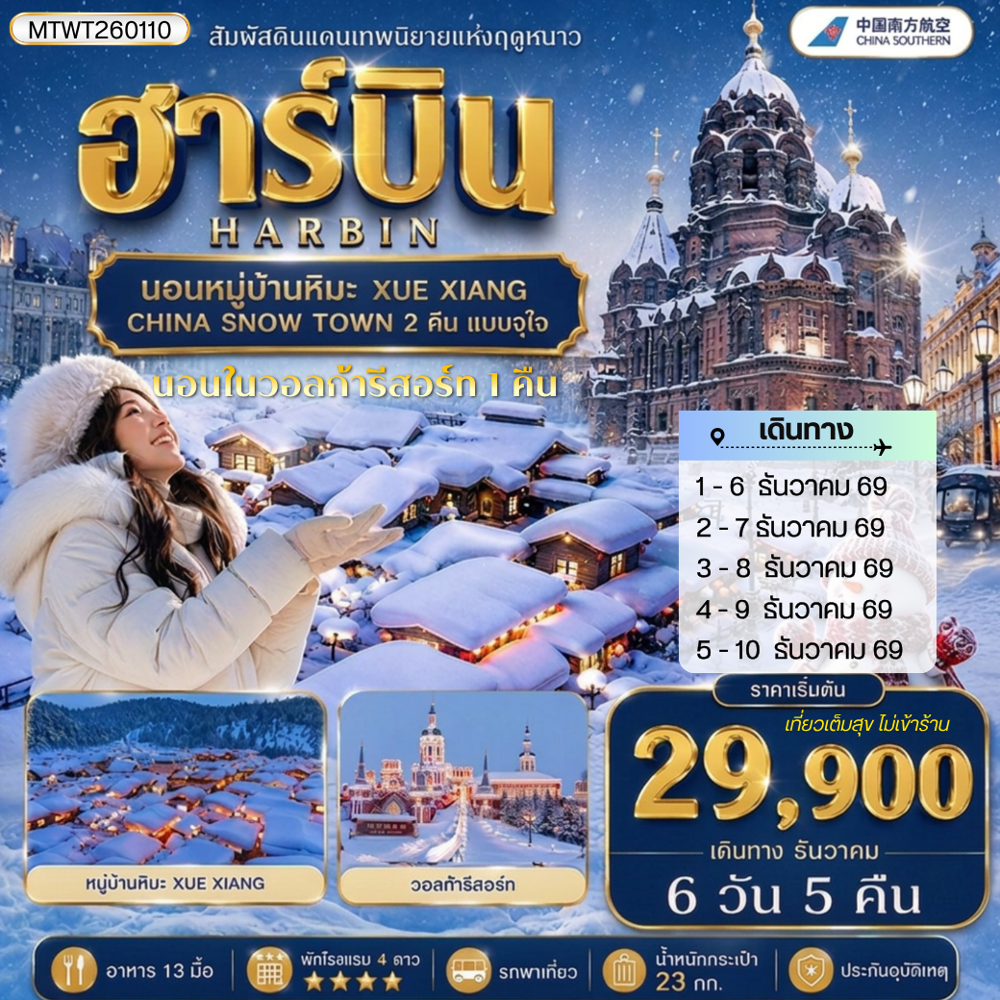 MTWT260110
สัมผัสดินแดนเทพนิยายแห่งฤดูหนาว
中国南方航空
CHINA SOUTHERN
ฮาร์บิน
HARBIN
นอนหมู่บ้านหิมะ XUE XIANG
CHINA SNOW TOWN 2 คืน แบบจุใจ
นอนในวอลก้ารีสอร์ท 1 คืน
เดินทาง
1 - 6 ธันวาคม 69
2 - 7 ธันวาคม 69
3 - 8 ธันวาคม 69
4 - 9 ธันวาคม 69
5 - 10 ธันวาคม 69
ราคาเริ่มต้น
เที่ยวเต็มสุข ไม่เข้าร้าน
29,900
เดินทาง ธันวาคม
6 วัน 5 คืน
หมู่บ้านหิมะ XUE XIANG
วอลก้ารีสอร์ท
อาหาร 13 มื้อ
พักโรงแรม 4 ดาว
รถพาเที่ยว
น้ำหนักกระเป๋า
23 กก.
ประกันอุบัติเหตุ